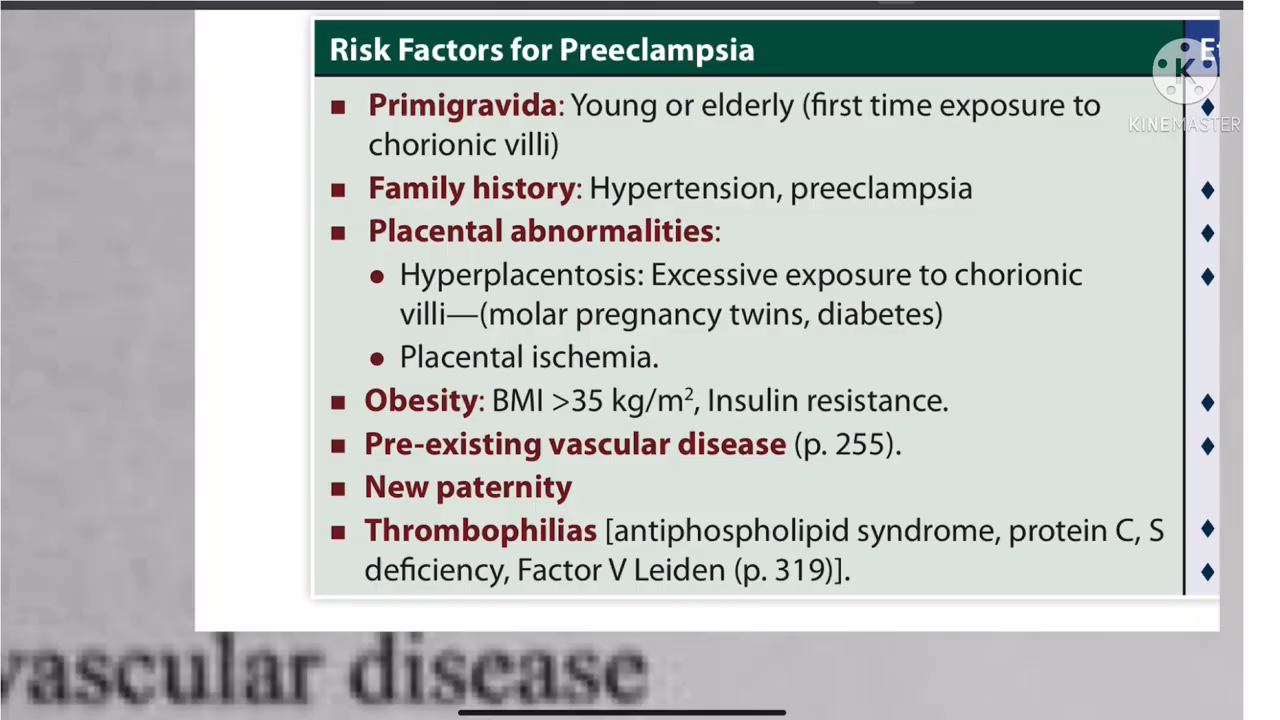 Risk Factors for Preeclampsia
■ Primigravida: Young or elderly (first time exposure to
chorionic villi)
■ Family history: Hypertension, preeclampsia
■ Placental abnormalities:
● Hyperplacentosis: Excessive exposure to chorionic
villi—(molar pregnancy twins, diabetes)
● Placental ischemia.
■ Obesity: BMI >35 kg/m², Insulin resistance.
■ Pre-existing vascular disease (p. 255).
■ New paternity
■ Thrombophilias [antiphospholipid syndrome, protein C, S
deficiency, Factor V Leiden (p. 319)].
K
KINEMASTER
vascular disease